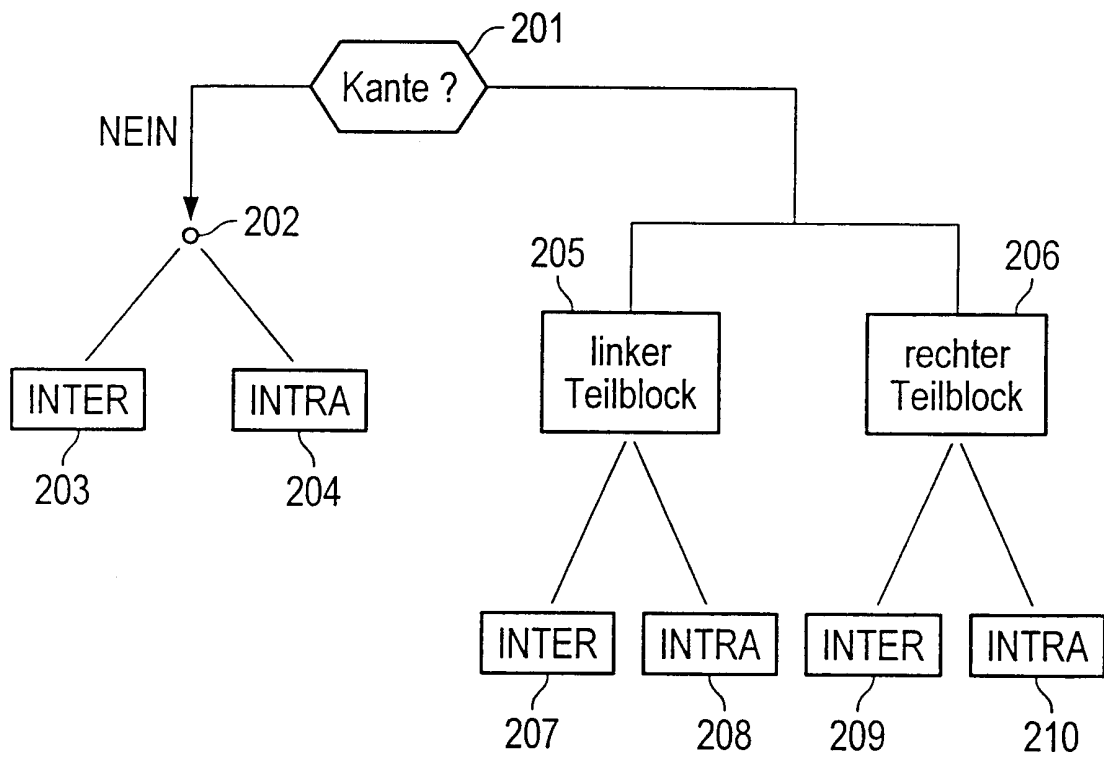 201
Kante ?
NEIN
202
205
206
linker
Teilblock
rechter
Teilblock
INTER
INTRA
203
204
INTER
INTRA
INTER
INTRA
207
208
209
210